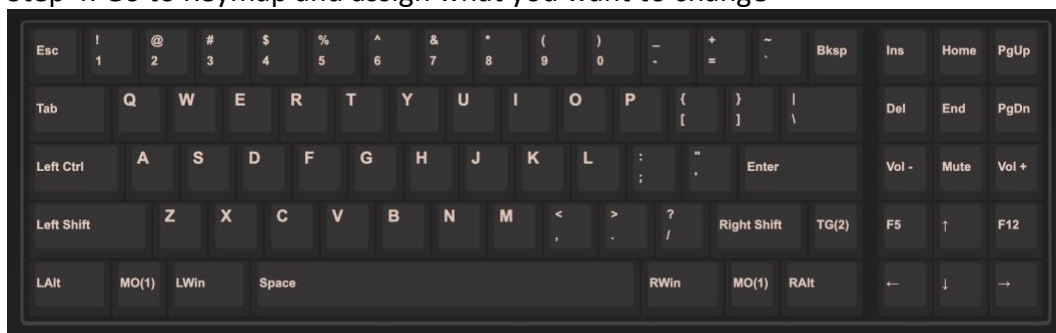 Step 4: Go to Keymap and assign what you want to change
Esc ! 1 @ 2 # 3 $ 4 % 5 ^ 6 & 7 * 8 ( 9 ) 0 _ - + = ~ ` Bksp Ins Home PgUp
Tab Q W E R T Y U I O P { [ } ] | \ Del End PgDn
Left Ctrl A S D F G H J K L : ; " ' Enter Vol - Mute Vol +
Left Shift Z X C V B N M < , > . ? / Right Shift TG(2) F5 ↑ F12
LAlt MO(1) LWin Space RWin MO(1) RAlt ← ↓ →